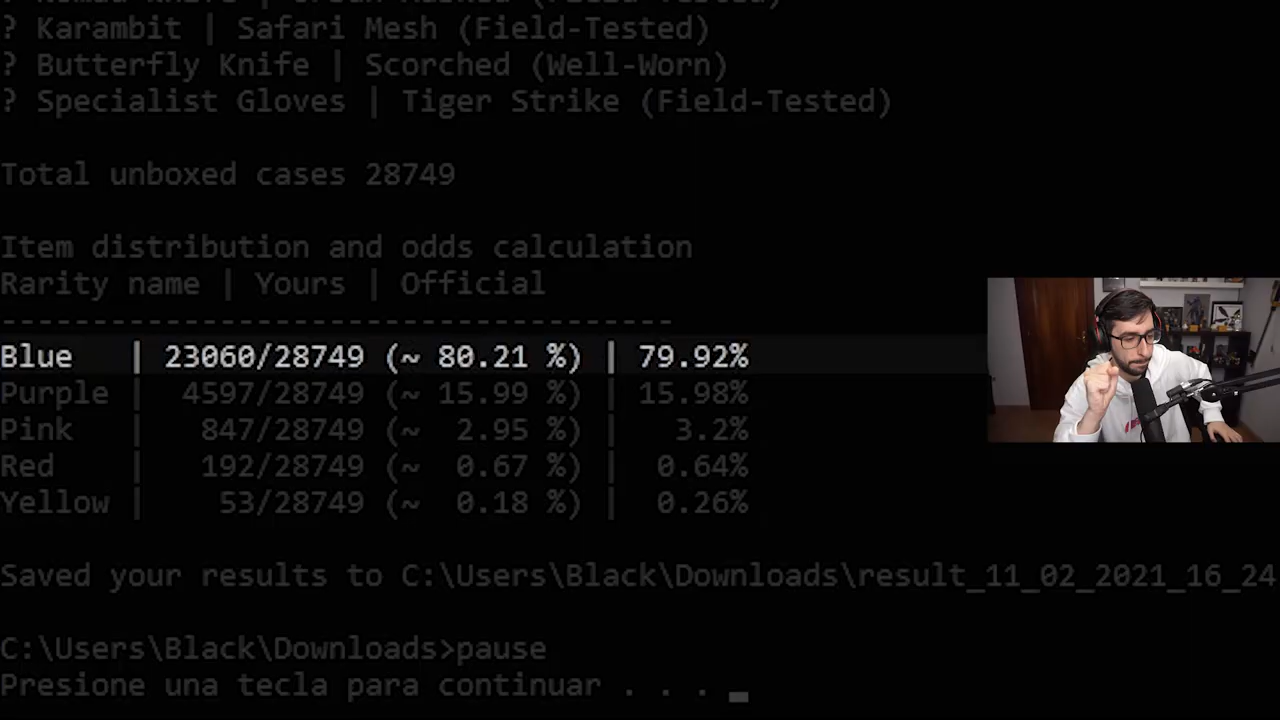 ? Karambit | Safari Mesh (Field-Tested)
? Butterfly Knife | Scorched (Well-Worn)
? Specialist Gloves | Tiger Strike (Field-Tested)
Total unboxed cases 28749
Item distribution and odds calculation
Rarity name | Yours | Official
-------------------------------------
Blue | 23060/28749 (~ 80.21 %) | 79.92%
Purple | 4597/28749 (~ 15.99 %) | 15.98%
Pink | 847/28749 (~ 2.95 %) | 3.2%
Red | 192/28749 (~ 0.67 %) | 0.64%
Yellow | 53/28749 (~ 0.18 %) | 0.26%
Saved your results to C:\Users\Black\Downloads\result_11_02_2021_16_24
C:\Users\Black\Downloads>pause
Presione una tecla para continuar . . . _